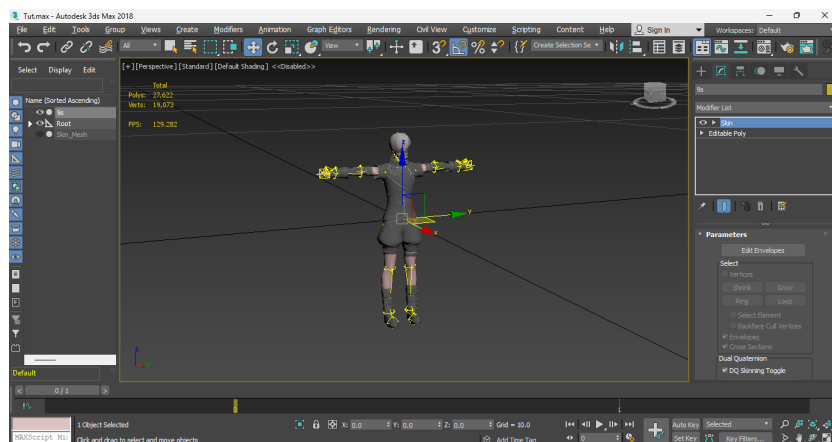 Tut.max - Autodesk 3ds Max 2018
File Edit Tools Group Views Create Modifiers Animation Graph Editors Rendering Civil View Customize Scripting Content Help Sign In Workspaces: Default
All View Create Selection Se
Select Display Edit
[+] [Perspective] [Standard] [Default Shading] <<Disabled>>
Total
Polys: 27,622
Verts: 19,073
FPS: 129.282
Name (Sorted Ascending)
9s
Root
Skin_Mesh
z
Y
x
9s
Modifier List
Skin
Editable Poly
Parameters
Edit Envelopes
Select
Vertices
Shrink Grow
Ring Loop
Select Element
Backface Cull Vertices
Envelopes
Cross Sections
Dual Quaternion
DQ Skinning Toggle
Default
0 / 1
0
1
1 Object Selected
X: 0.0 Y: 0.0 Z: 0.0 Grid = 10.0
Auto Key Selected
MAXScript Mi
Click and drag to select and move objects
Add Time Tag
0
Set Key Key Filters...